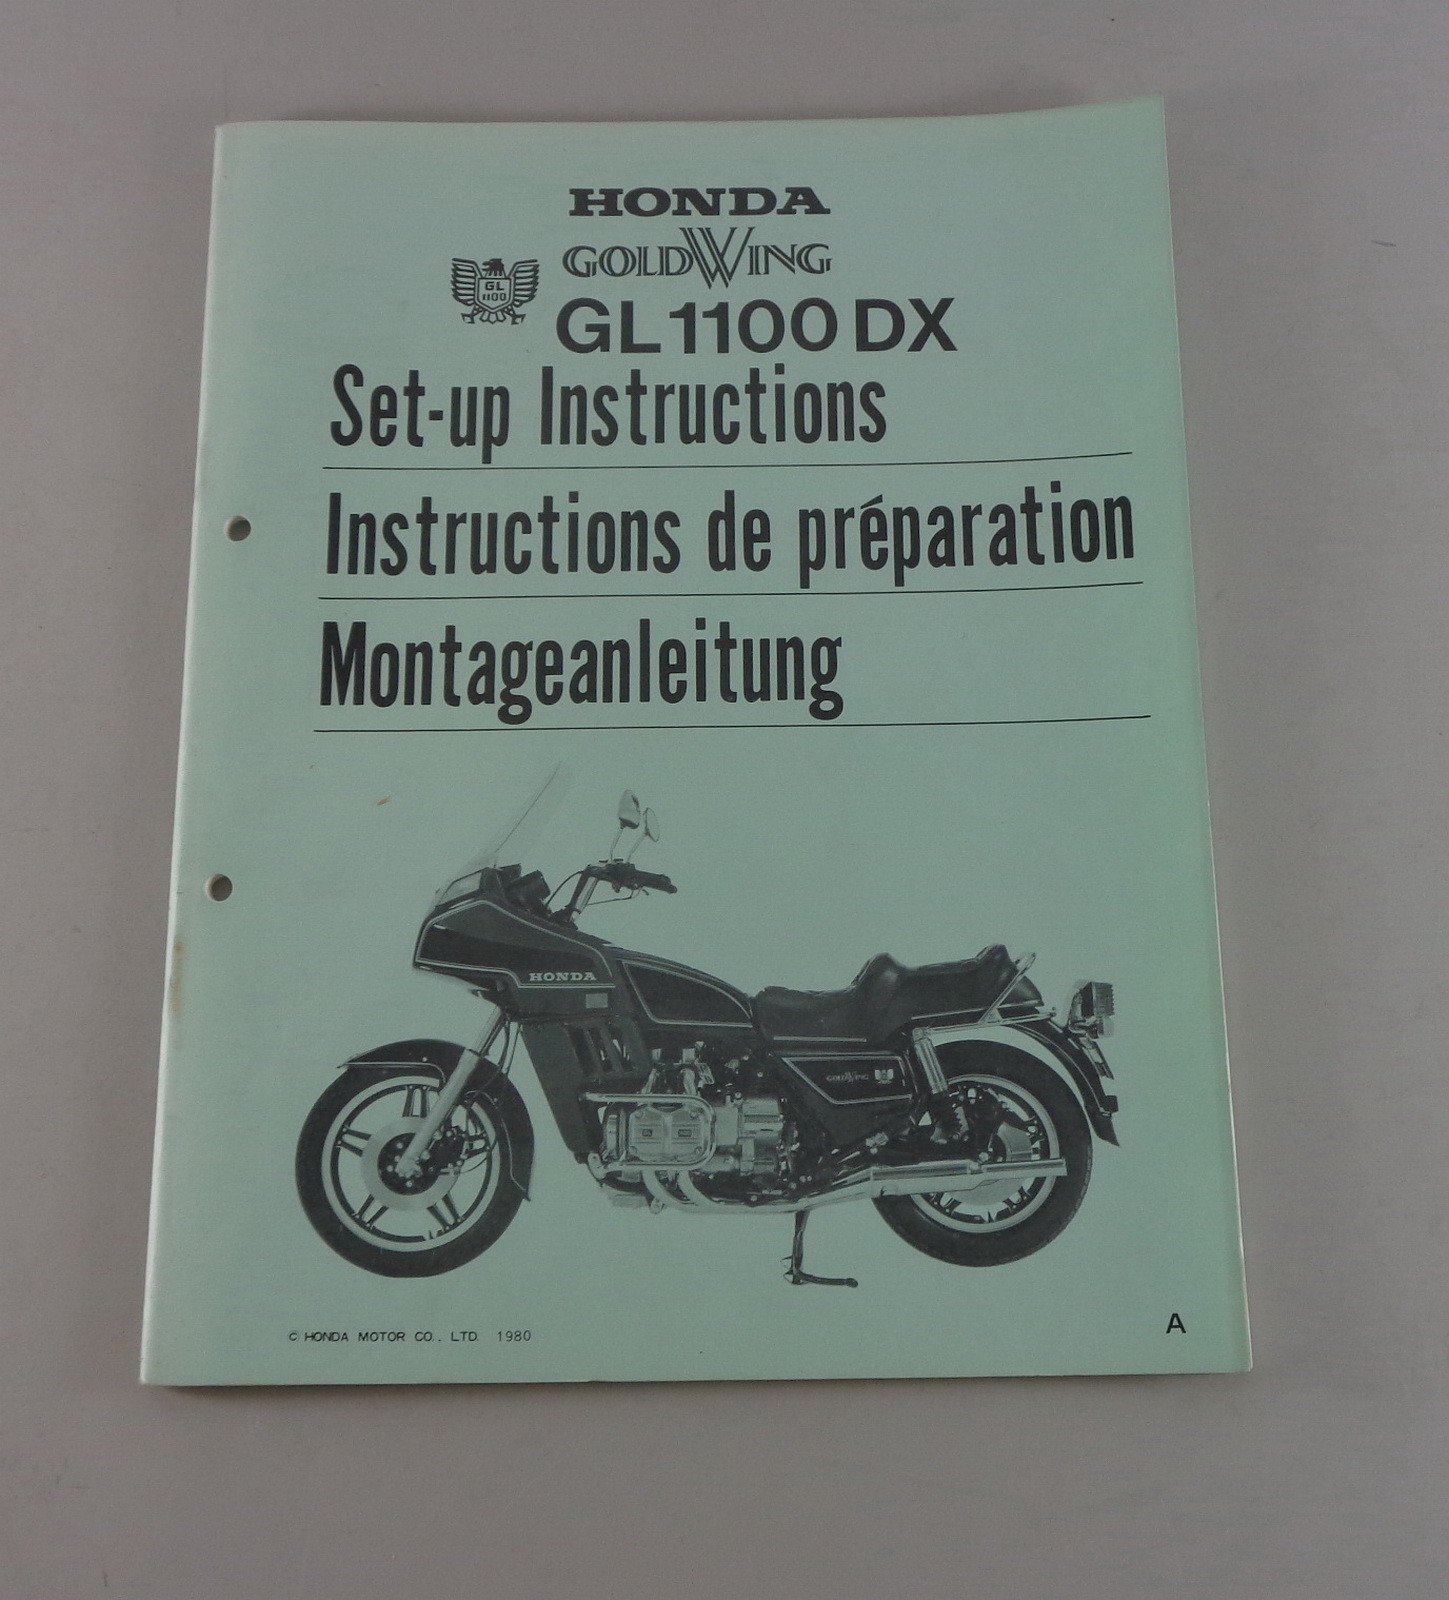 HONDA
GOLDWING
GL
1100
GL1100 DX
Set-up Instructions
Instructions de préparation
Montageanleitung
HONDA
GOLDWING
© HONDA MOTOR CO., LTD. 1980
A